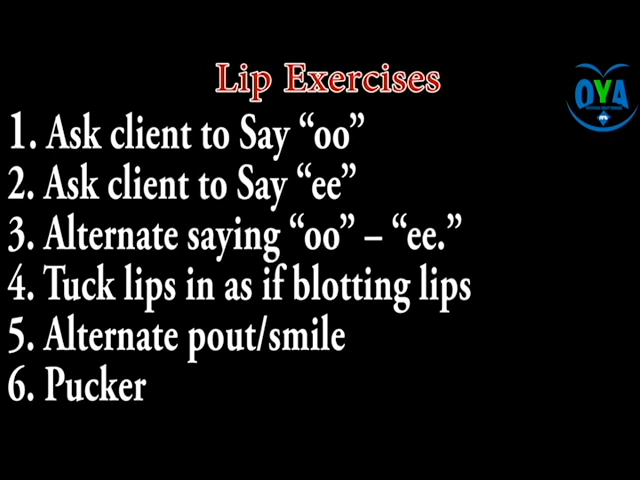 Lip Exercises
OYA
1. Ask client to Say “oo”
2. Ask client to Say “ee”
3. Alternate saying “oo” – “ee.”
4. Tuck lips in as if blotting lips
5. Alternate pout/smile
6. Pucker